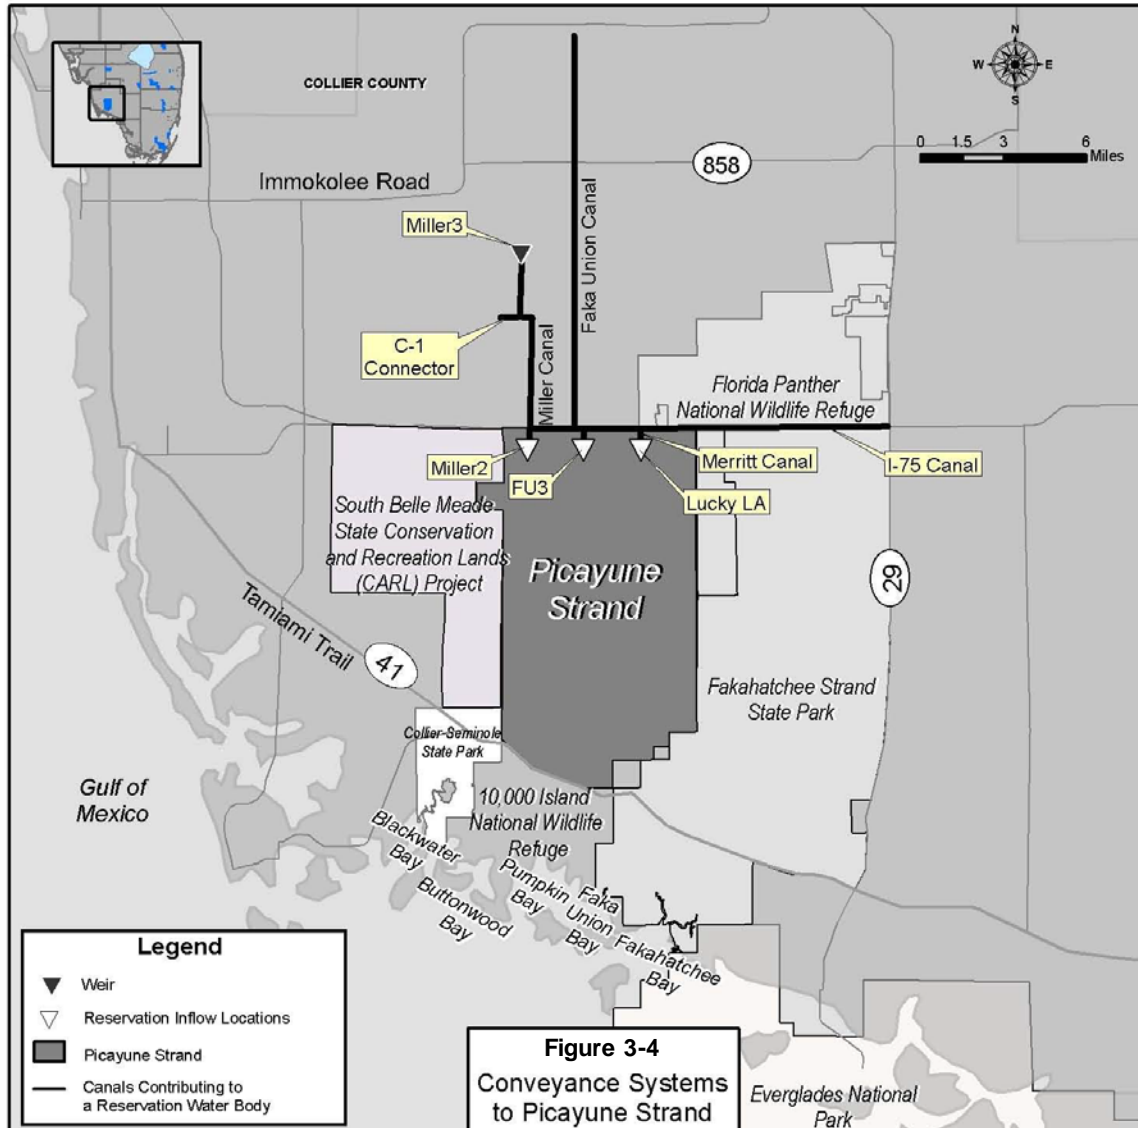 COLLIER COUNTY
N
W
E
S
0 1.5 3 6
Miles
858
Immokolee Road
Miller3
Faka Union Canal
C-1
Connector
Miller Canal
Florida Panther
National Wildlife Refuge
Miller2
FU3
Merritt Canal
I-75 Canal
Lucky LA
South Belle Meade
State Conservation
and Recreation Lands
(CARL) Project
Picayune
Strand
29
Tamiami Trail
41
Fakahatchee Strand
State Park
Collier-Seminole
State Park
Gulf of
Mexico
10,000 Island
National Wildlife
Refuge
Blackwater
Bay
Buttonwood
Bay
Pumpkin
Bay
Faka
Union
Bay
Fakahatchee
Bay
Legend
Weir
Reservation Inflow Locations
Picayune Strand
Canals Contributing to
a Reservation Water Body
Figure 3-4
Conveyance Systems
to Picayune Strand
Everglades National
Park